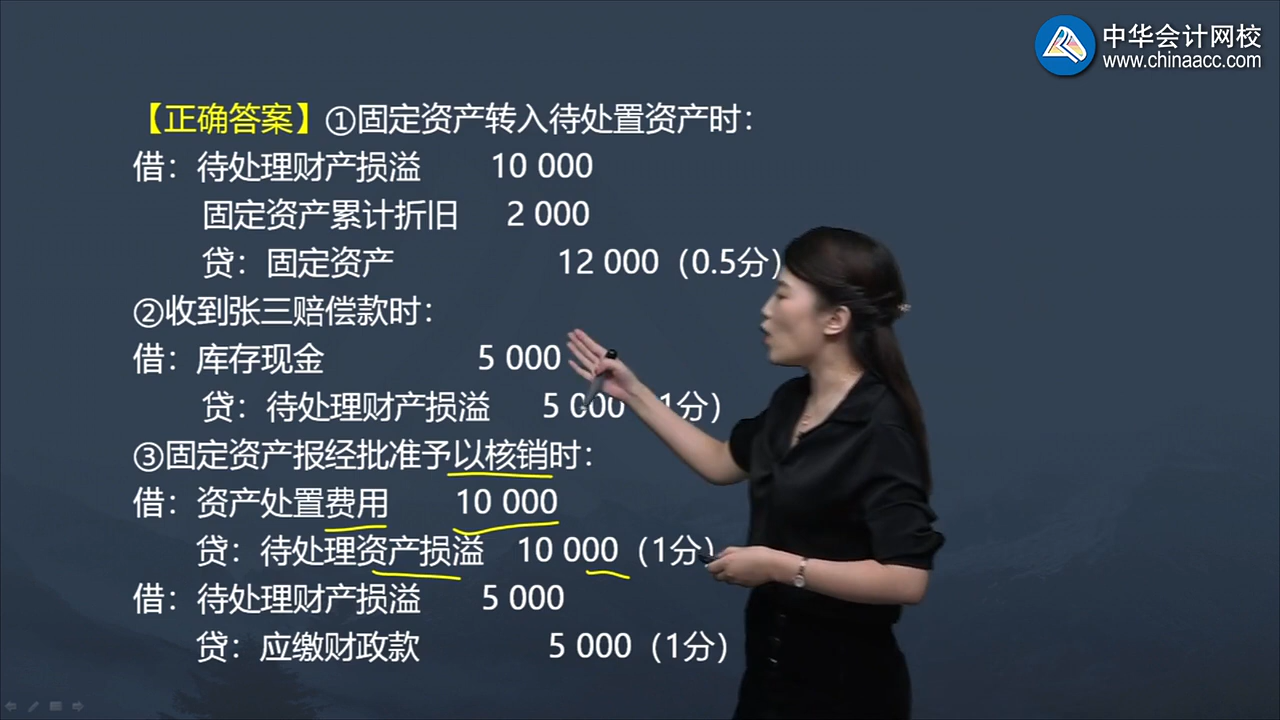 中华会计网校
www.chinaacc.com
【正确答案】①固定资产转入待处置资产时：
借：待处理财产损溢 10 000
固定资产累计折旧 2 000
贷：固定资产 12 000（0.5分）
②收到张三赔偿款时：
借：库存现金 5 000
贷：待处理财产损溢 5 000 1分）
③固定资产报经批准予以核销时：
借：资产处置费用 10 000
贷：待处理资产损溢 10 000（1分）
借：待处理财产损溢 5 000
贷：应缴财政款 5 000（1分）